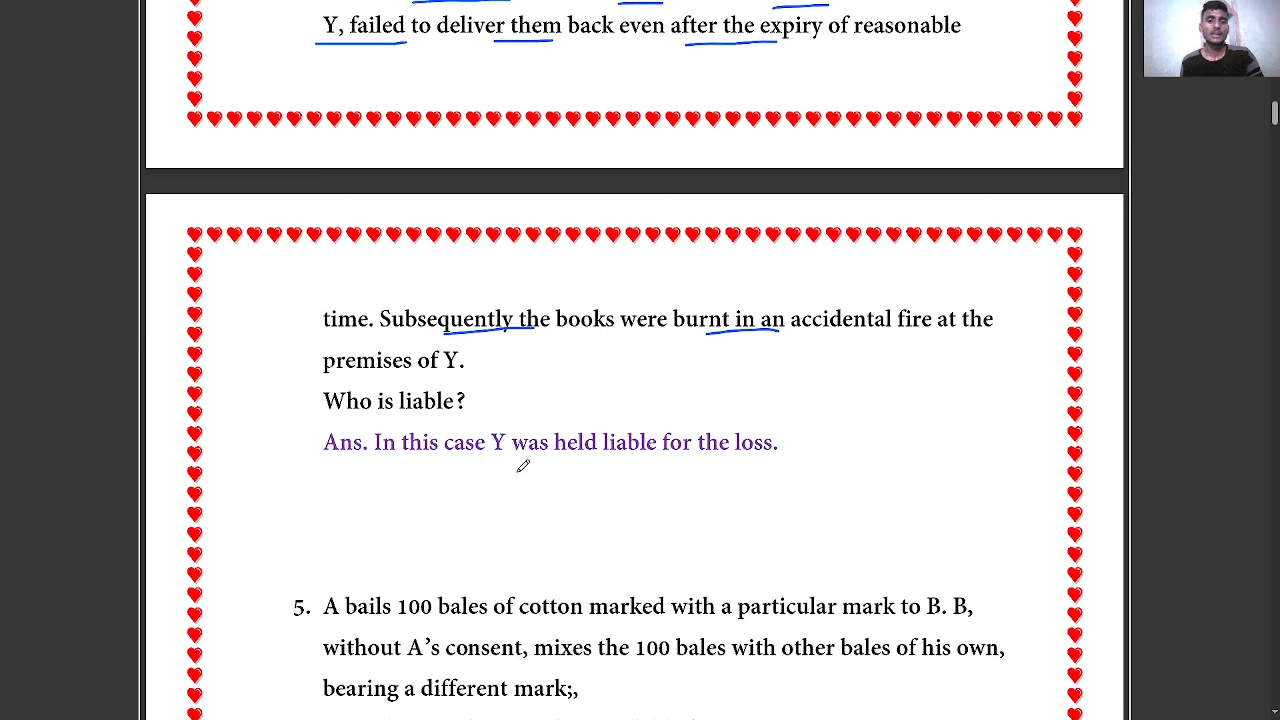 Y, failed to deliver them back even after the expiry of reasonable
time. Subsequently the books were burnt in an accidental fire at the
premises of Y.
Who is liable?
Ans. In this case Y was held liable for the loss.
5. A bails 100 bales of cotton marked with a particular mark to B. B,
without A’s consent, mixes the 100 bales with other bales of his own,
bearing a different mark;,